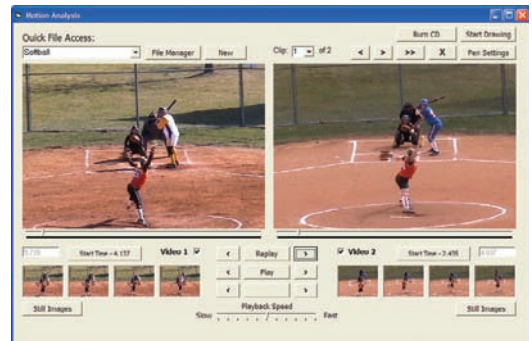 Motion Analysis
Quick File Access:
Burn CD
Start Drawing
Softball
File Manager
New
Clip: 1 of 2
<
>
>>
X
Pen Settings
Start Time -4.137
Video 1
<
Replay
>
Video 2
Start Time -3.435
<
Play
>
<
>
Still Images
Playback Speed
Slow
Fast
Still Images